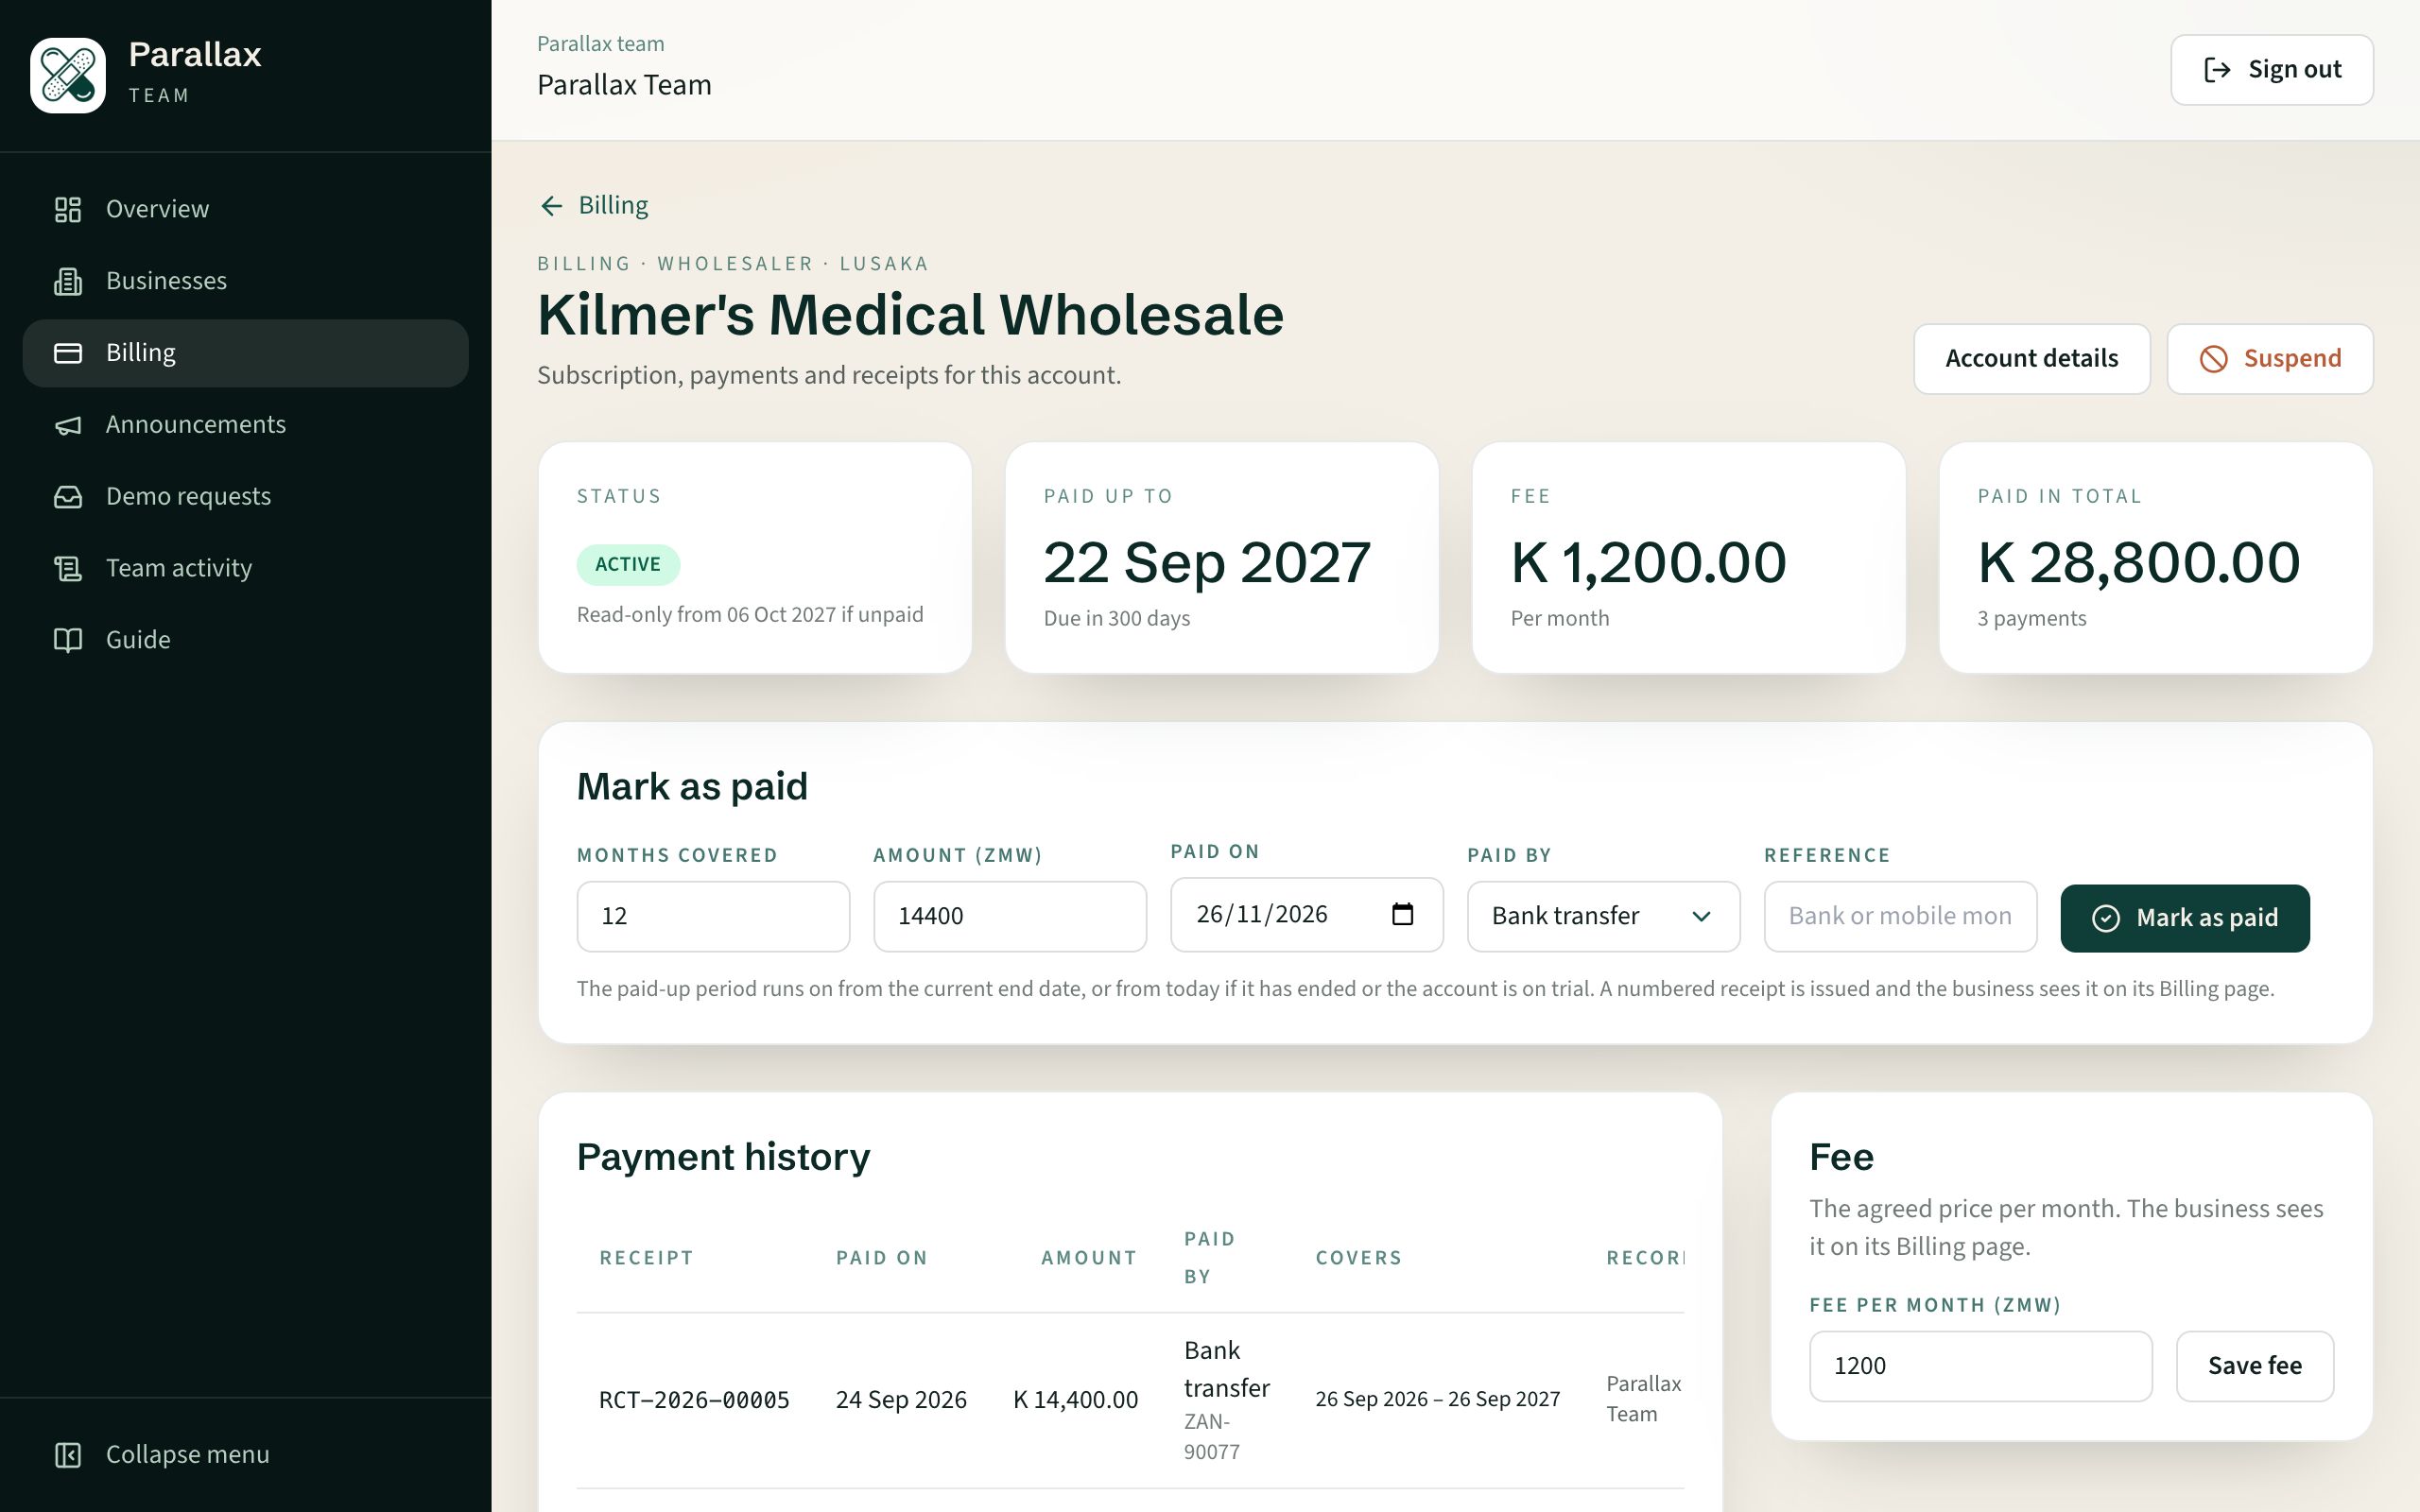 Parallax
TEAM
Overview
Businesses
Billing
Announcements
Demo requests
Team activity
Guide
Collapse menu
Parallax team
Parallax Team
Sign out
Billing
BILLING · WHOLESALER · LUSAKA
Kilmer's Medical Wholesale
Subscription, payments and receipts for this account.
Account details
Suspend
STATUS
ACTIVE
Read-only from 06 Oct 2027 if unpaid
PAID UP TO
22 Sep 2027
Due in 300 days
FEE
K 1,200.00
Per month
PAID IN TOTAL
K 28,800.00
3 payments
Mark as paid
MONTHS COVERED
12
AMOUNT (ZMW)
14400
PAID ON
26/11/2026
PAID BY
Bank transfer
REFERENCE
Bank or mobile mon
Mark as paid
The paid-up period runs on from the current end date, or from today if it has ended or the account is on trial. A numbered receipt is issued and the business sees it on its Billing page.
Payment history
RECEIPT PAID ON AMOUNT PAID BY COVERS
RCT-2026-00005 24 Sep 2026 K 14,400.00
Bank
transfer
ZAN-
90077
26 Sep 2026 – 26 Sep 2027
Parallax
Team
Fee
The agreed price per month. The business sees
it on its Billing page.
FEE PER MONTH (ZMW)
1200
Save fee